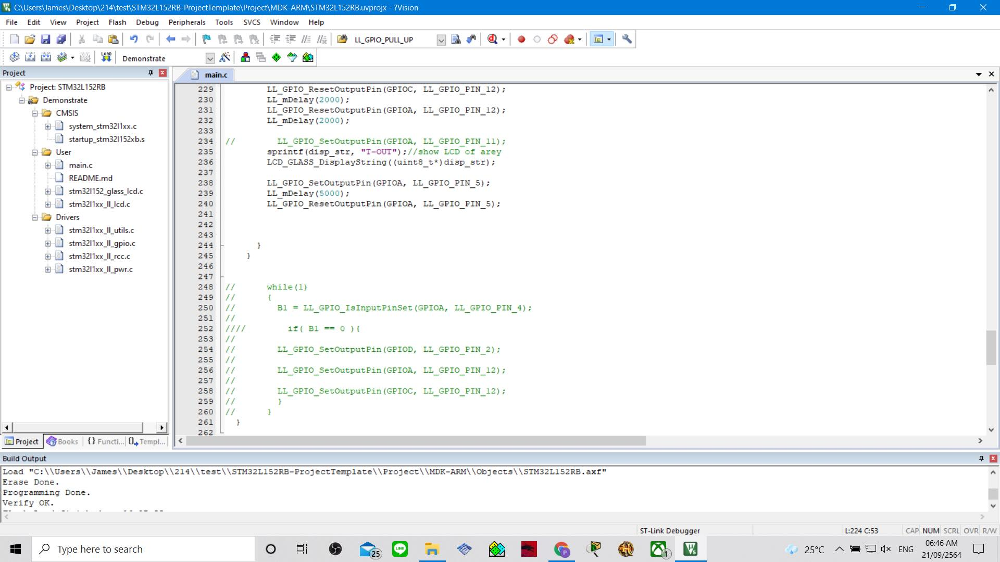 C:\Users\James\Desktop\214\test\STM32L152RB-ProjectTemplate\Project\MDK-ARM\STM32L152RB.uvprojx - ?Vision
File Edit View Project Flash Debug Peripherals Tools SVCS Window Help
LL_GPIO_PULL_UP
LOAD Demonstrate
Project
main.c
Project: STM32L152RB
Demonstrate
CMSIS
system_stm32l1xx.c
startup_stm32l152xb.s
User
main.c
README.md
stm32l152_glass_lcd.c
stm32l1xx_ll_lcd.c
Drivers
stm32l1xx_ll_utils.c
stm32l1xx_ll_gpio.c
stm32l1xx_ll_rcc.c
stm32l1xx_ll_pwr.c
Project Books {} Functi... Templ...
229 LL_GPIO_ResetOutputPin(GPIOC, LL_GPIO_PIN_12);
230 LL_mDelay(2000);
231 LL_GPIO_ResetOutputPin(GPIOA, LL_GPIO_PIN_12);
232 LL_mDelay(2000);
233
234 // LL_GPIO_SetOutputPin(GPIOA, LL_GPIO_PIN_11);
235 sprintf(disp_str, "T-OUT");//show LCD of arey
236 LCD_GLASS_DisplayString((uint8_t*)disp_str);
237
238 LL_GPIO_SetOutputPin(GPIOA, LL_GPIO_PIN_5);
239 LL_mDelay(5000);
240 LL_GPIO_ResetOutputPin(GPIOA, LL_GPIO_PIN_5);
241
242
243
244 }
245 }
246
247
248 // while(1)
249 // {
250 // B1 = LL_GPIO_IsInputPinSet(GPIOA, LL_GPIO_PIN_4);
251 //
252 //// if( B1 == 0 ){
253 //
254 // LL_GPIO_SetOutputPin(GPIOD, LL_GPIO_PIN_2);
255 //
256 // LL_GPIO_SetOutputPin(GPIOA, LL_GPIO_PIN_12);
257 //
258 // LL_GPIO_SetOutputPin(GPIOC, LL_GPIO_PIN_12);
259 // }
260 // }
261 }
262
Build Output
Load "C:\\Users\\James\\Desktop\\214\\test\\STM32L152RB-ProjectTemplate\\Project\\MDK-ARM\\Objects\\STM32L152RB.axf"
Erase Done.
Programming Done.
Verify OK.
ST-Link Debugger L:224 C:53 CAP NUM SCRL OVR R/W
Type here to search
25
LINE
P
1
25°C
ENG
06:46 AM
21/09/2564